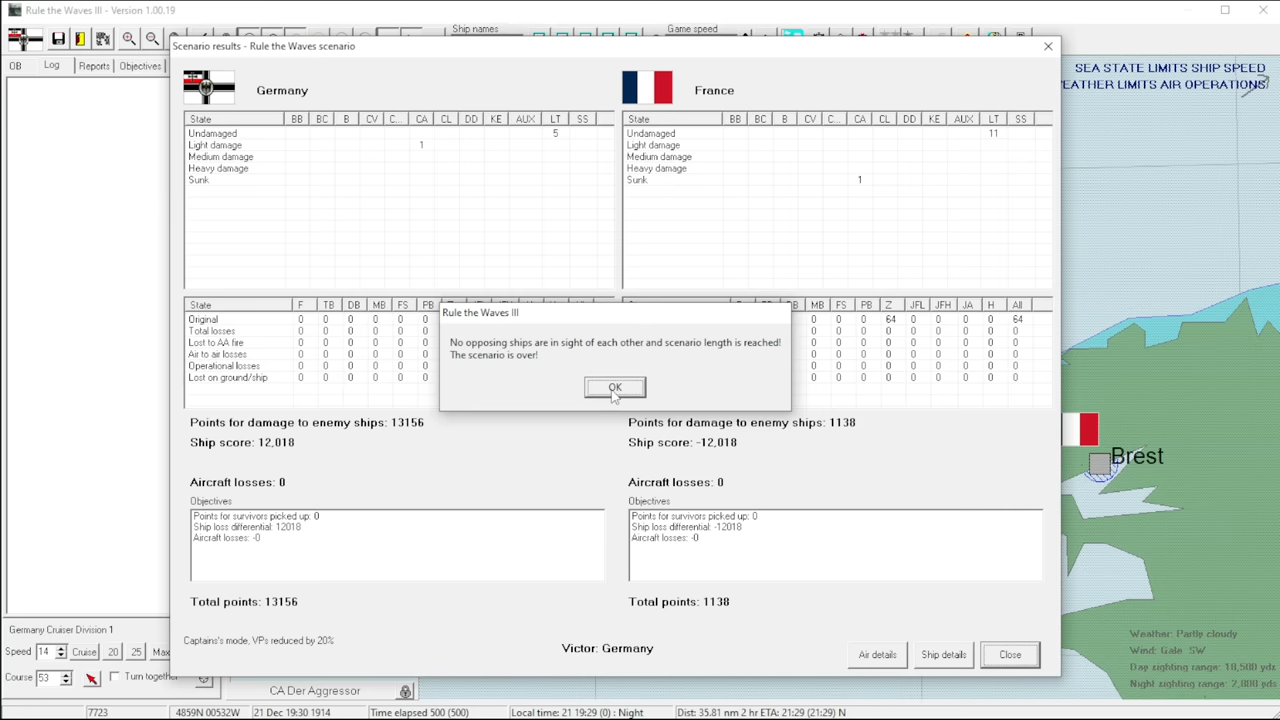 Rule the Waves III - Version 1.00.19
Ship names
Game speed
OB Log Reports Objectives
Scenario results - Rule the Waves scenario
SEA STATE LIMITS SHIP SPEED
WEATHER LIMITS AIR OPERATIONS
Germany
State BB BC B CV C... CA CL DD KE AUX LT SS
Undamaged 5
Light damage 1
Medium damage
Heavy damage
Sunk
France
State BB BC B CV C... CA CL DD KE AUX LT SS
Undamaged 11
Light damage
Medium damage
Heavy damage
Sunk 1
State F TB DB MB FS PB
Original 0 0 0 0 0 0
Total losses 0 0 0 0 0 0
Lost to AA fire 0 0 0 0 0 0
Air to air losses 0 0 0 0 0 0
Operational losses 0 0 0 0 0 0
Lost on ground/ship 0 0 0 0 0 0
MB FS PB Z JFL JFH JA H All
0 0 0 64 0 0 0 0 64
0 0 0 0 0 0 0 0 0
0 0 0 0 0 0 0 0 0
0 0 0 0 0 0 0 0 0
0 0 0 0 0 0 0 0 0
0 0 0 0 0 0 0 0 0
Rule the Waves III
No opposing ships are in sight of each other and scenario length is reached!
The scenario is over!
OK
Points for damage to enemy ships: 13156
Ship score: 12,018
Aircraft losses: 0
Objectives
Points for survivors picked up: 0
Ship loss differential: 12018
Aircraft losses: -0
Total points: 13156
Points for damage to enemy ships: 1138
Ship score: -12,018
Aircraft losses: 0
Objectives
Points for survivors picked up: 0
Ship loss differential: -12018
Aircraft losses: -0
Total points: 1138
Captains's mode, VPs reduced by 20%
Victor: Germany
Air details
Ship details
Close
Brest
Weather: Partly cloudy
Wind: Gale SW
Day sighting range: 10,500 yds
Night sighting range: 2,000 yds
Germany Cruiser Division 1
Speed 14 Cruise 20 25 Max
Course 53 Turn together
CA Der Aggressor
7723 4859N 00532W 21 Dec 19:30 1914 Time elapsed 500 (500) Local time: 21 19:29 (0) : Night Dist: 35.81 nm 2 hr ETA: 21:29 (21:29) N